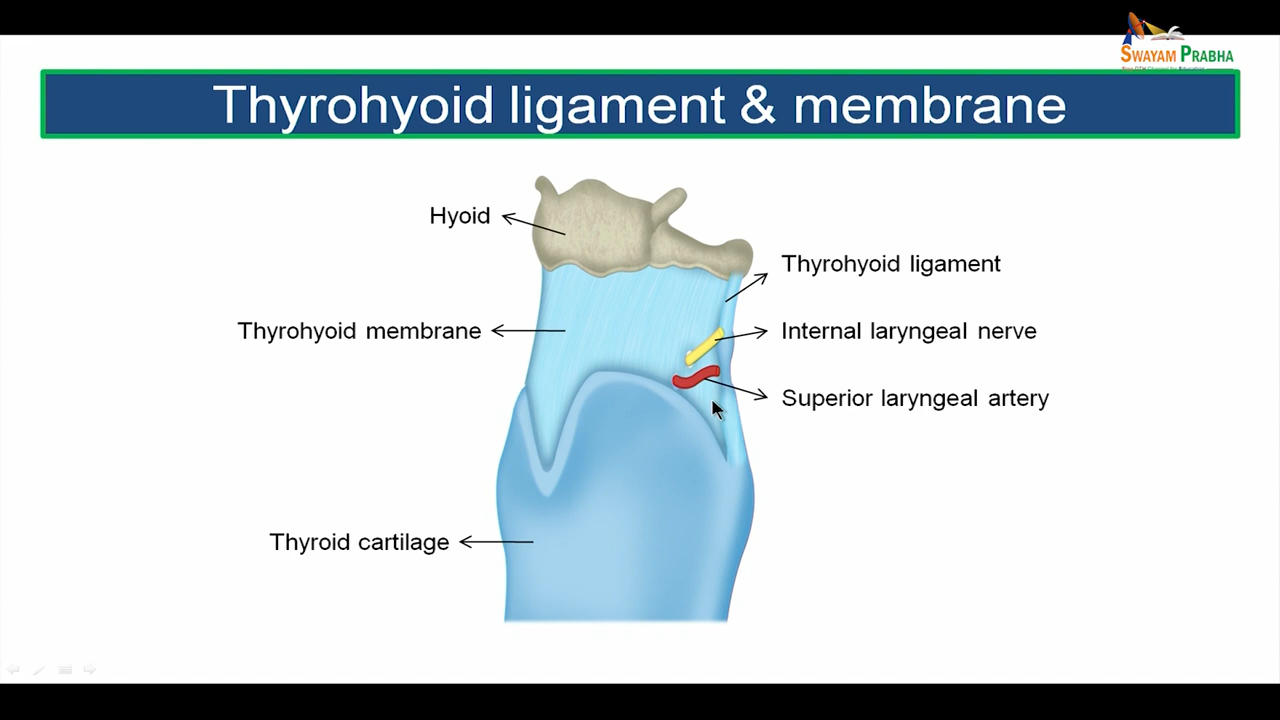 SWAYAM PRABHA
Thyrohyoid ligament & membrane
Hyoid
Thyrohyoid ligament
Thyrohyoid membrane
Internal laryngeal nerve
Superior laryngeal artery
Thyroid cartilage